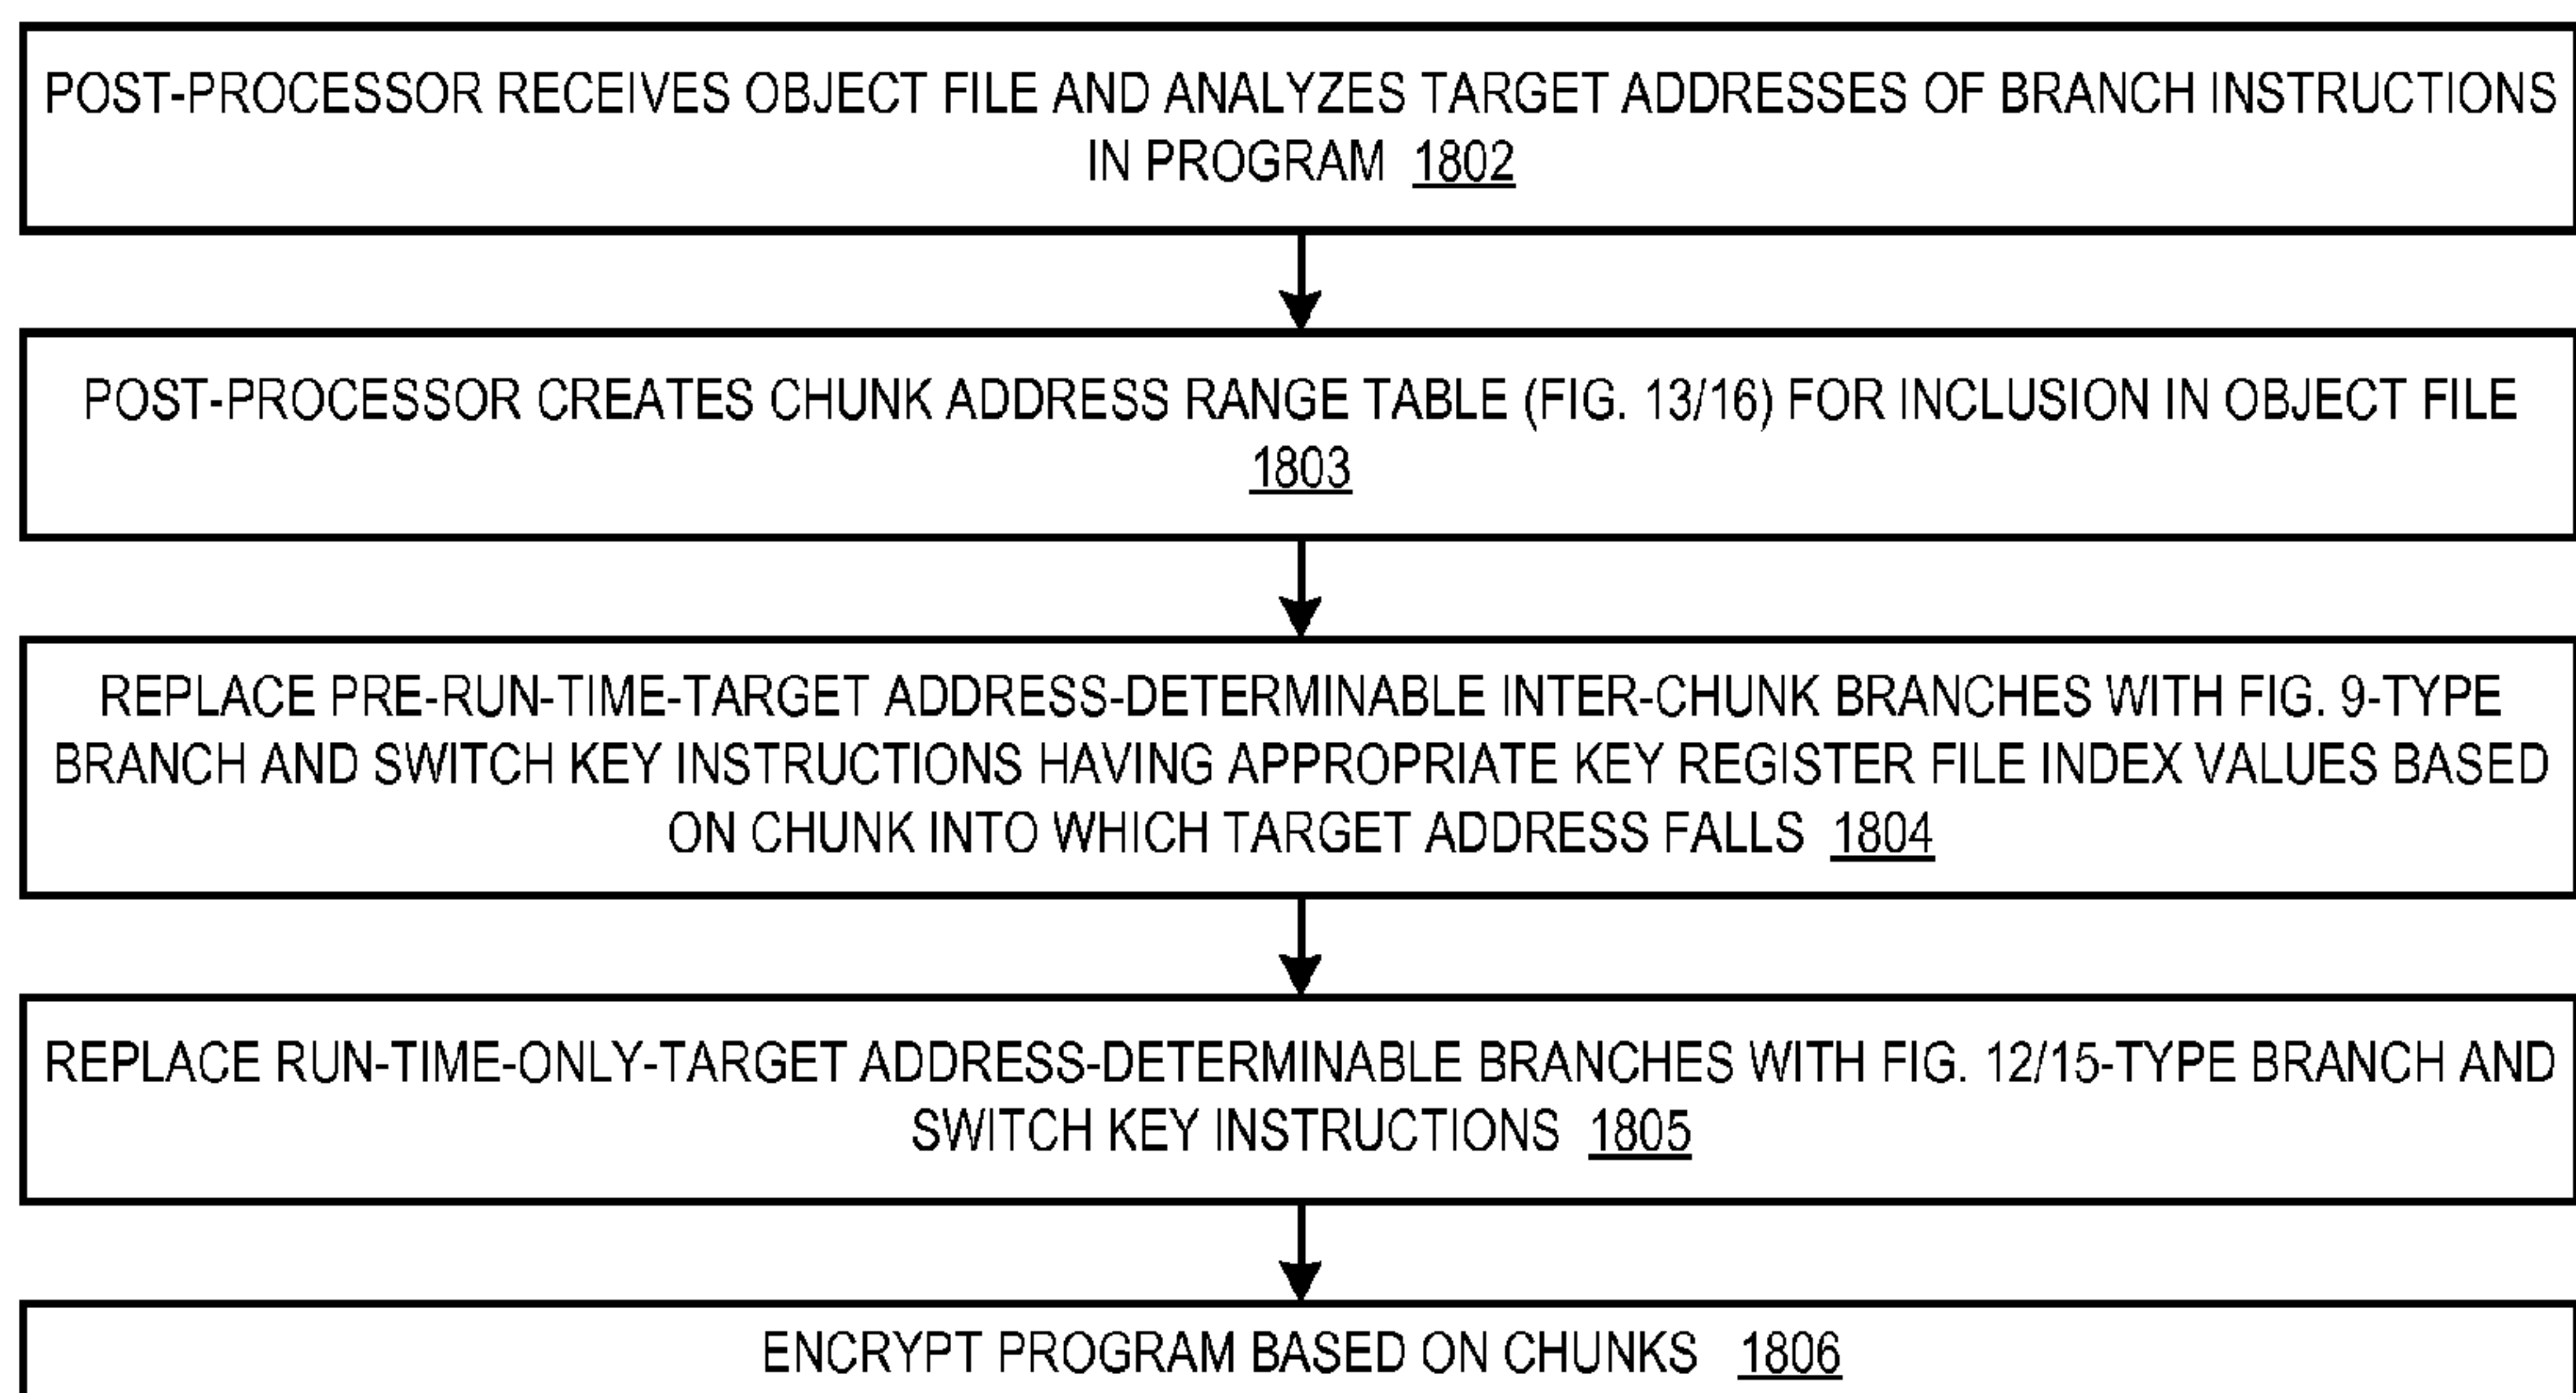 POST-PROCESSOR RECEIVES OBJECT FILE AND ANALYZES TARGET ADDRESSES OF BRANCH INSTRUCTIONS
IN PROGRAM 1802
POST-PROCESSOR CREATES CHUNK ADDRESS RANGE TABLE (FIG. 13/16) FOR INCLUSION IN OBJECT FILE
1803
REPLACE PRE-RUN-TIME-TARGET ADDRESS-DETERMINABLE INTER-CHUNK BRANCHES WITH FIG. 9-TYPE
BRANCH AND SWITCH KEY INSTRUCTIONS HAVING APPROPRIATE KEY REGISTER FILE INDEX VALUES BASED
ON CHUNK INTO WHICH TARGET ADDRESS FALLS 1804
REPLACE RUN-TIME-ONLY-TARGET ADDRESS-DETERMINABLE BRANCHES WITH FIG. 12/15-TYPE BRANCH AND
SWITCH KEY INSTRUCTIONS 1805
ENCRYPT PROGRAM BASED ON CHUNKS 1806